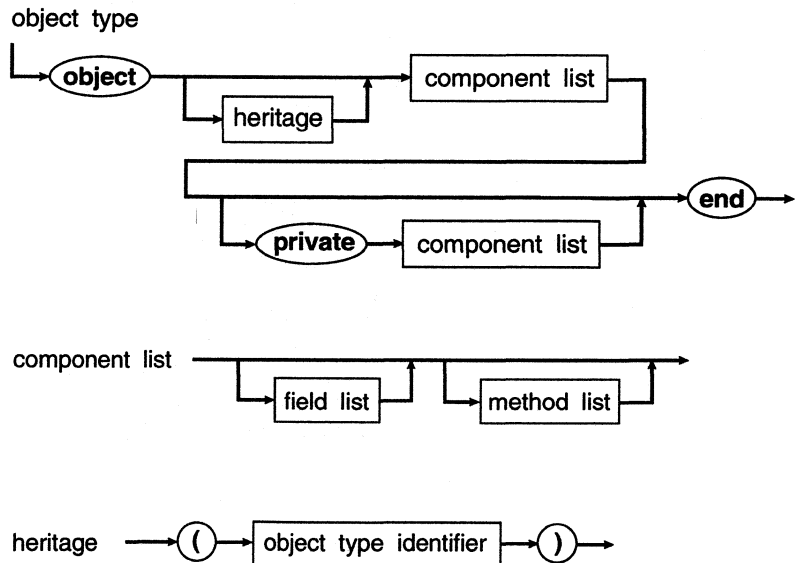 object type
object component list
heritage
end
private component list
component list
field list method list
heritage ( object type identifier )